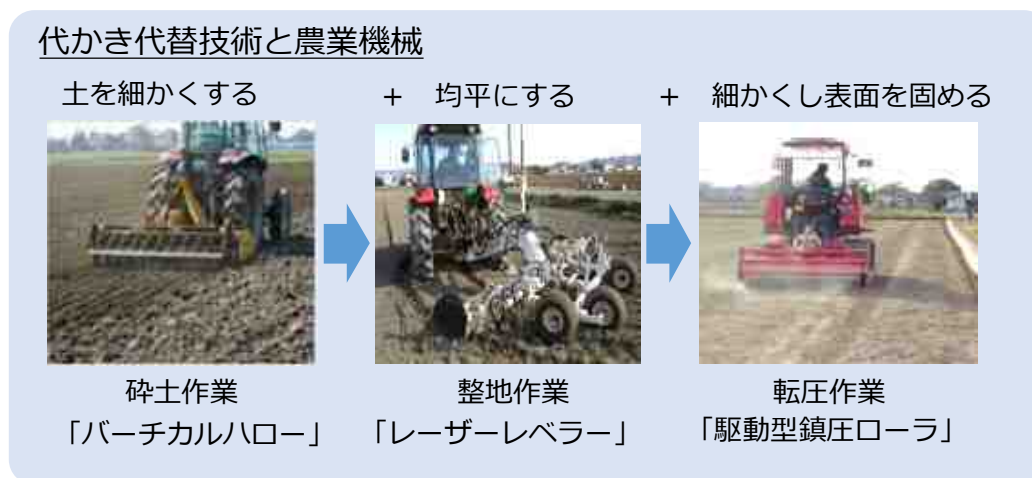 代かき代替技術と農業機械
土を細かくする
+ 均平にする
+ 細かくし表面を固める
砕土作業
「バーチカルハロー」
整地作業
「レーザーレベラー」
転圧作業
「駆動型鎮圧ローラ」